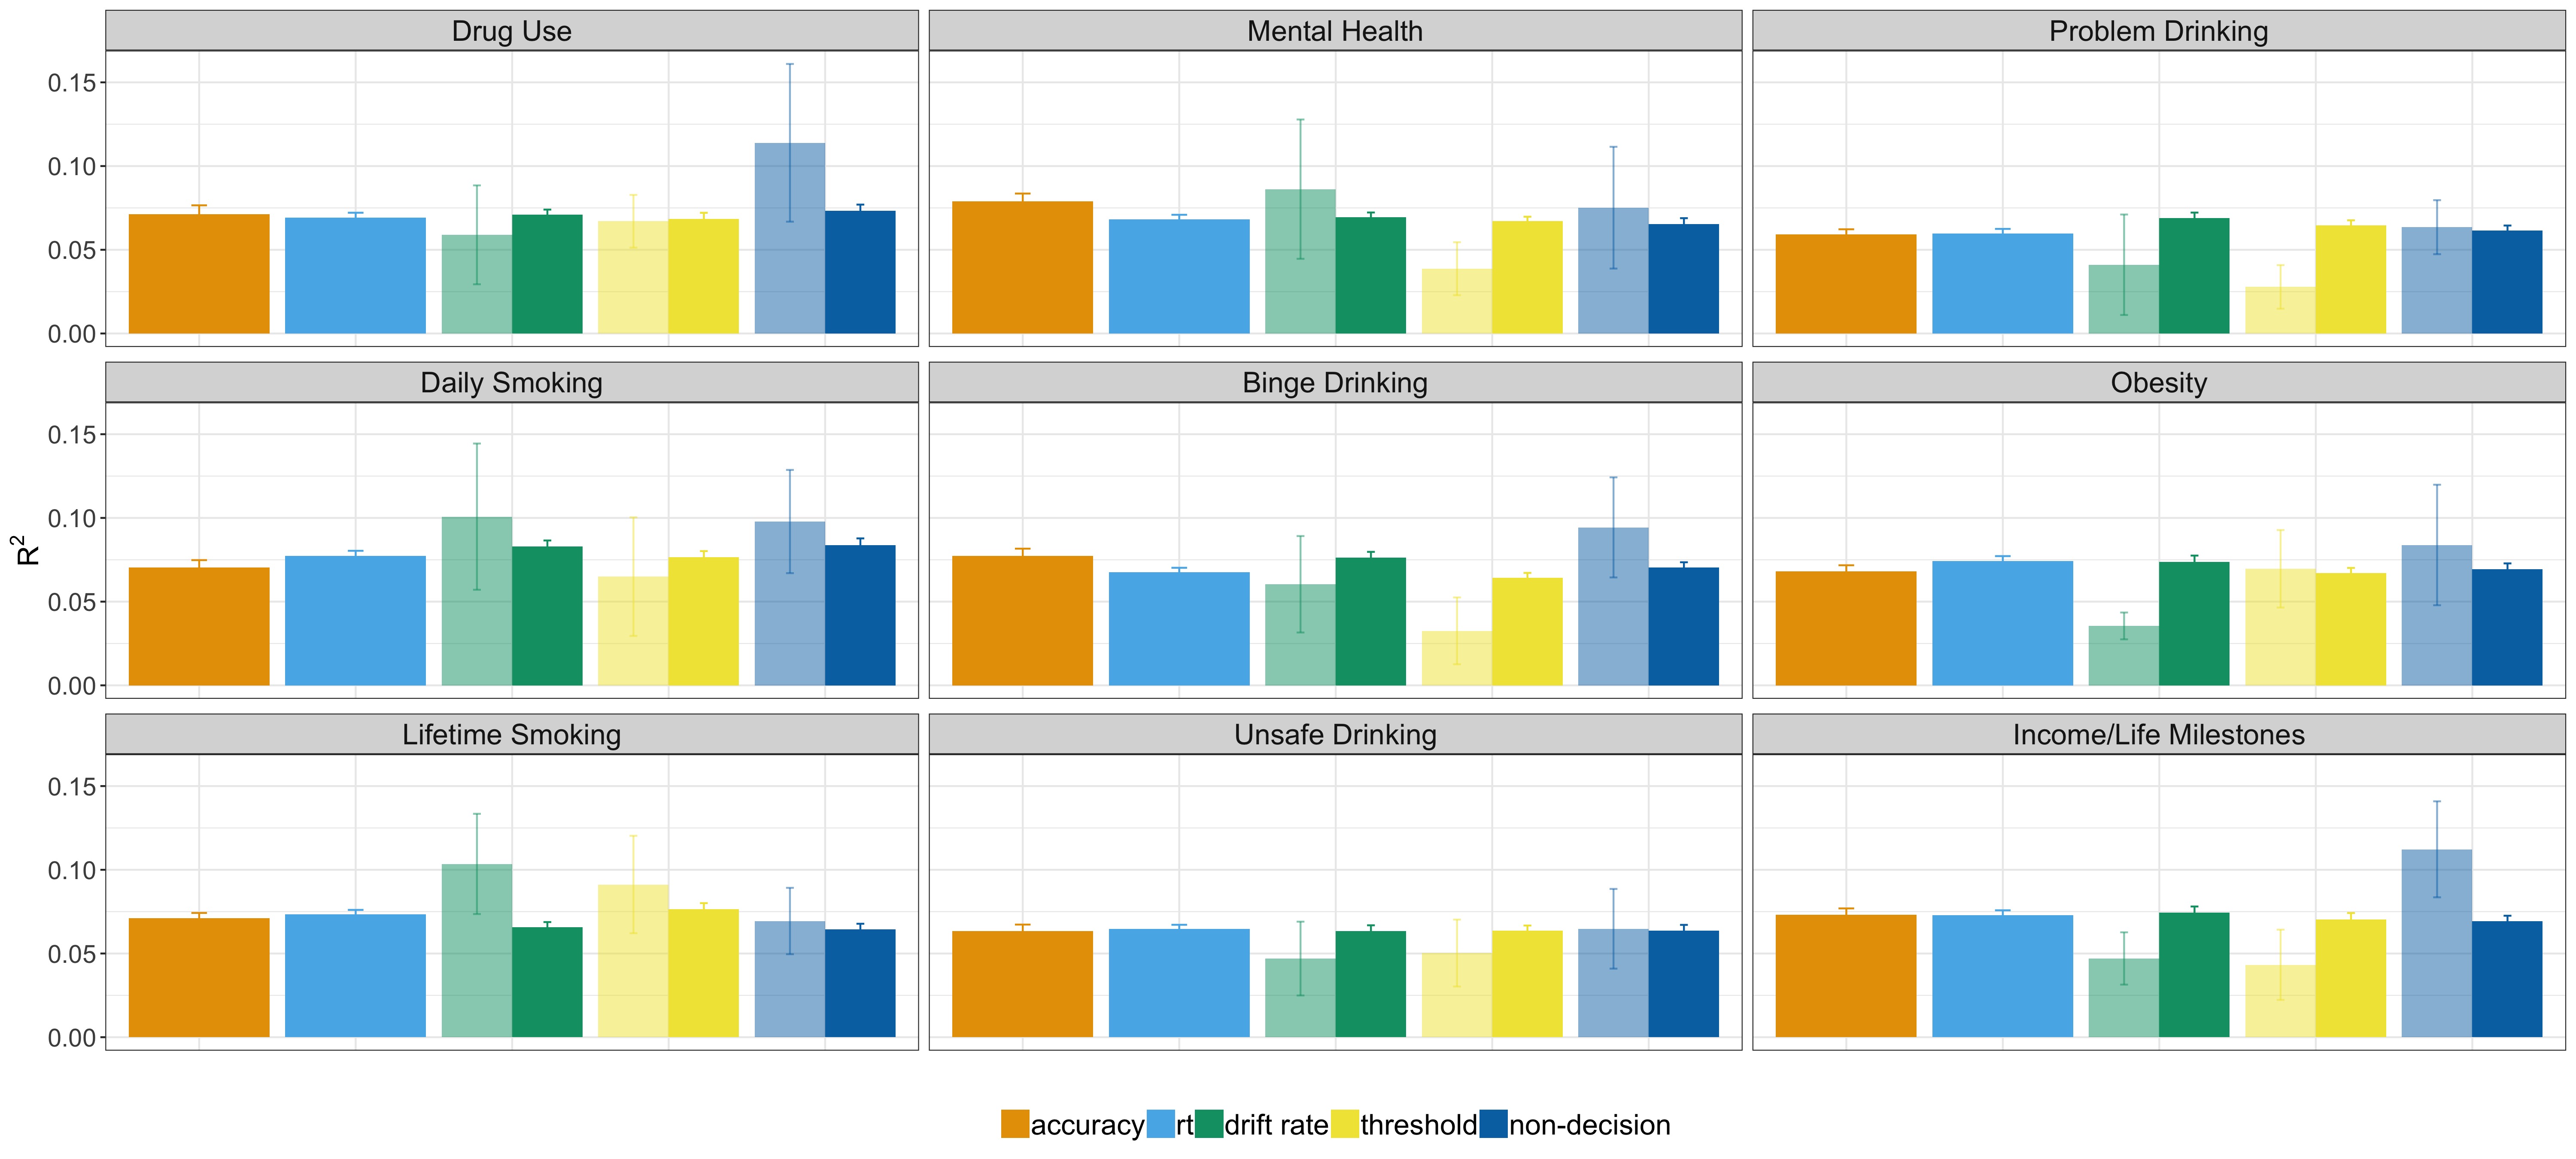 Drug Use
Mental Health
Problem Drinking
0.15
0.10
0.05
0.00
Daily Smoking
Binge Drinking
Obesity
0.15
0.10
0.05
0.00
R²
Lifetime Smoking
Unsafe Drinking
Income/Life Milestones
0.15
0.10
0.05
0.00
accuracy rt drift rate threshold non-decision